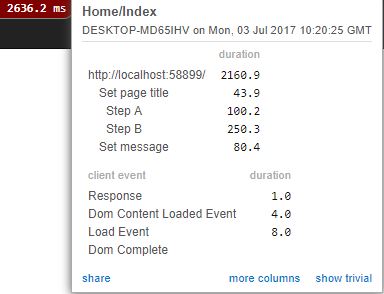 2636.2 ms
Home/Index
DESKTOP-MD65IHV on Mon, 03 Jul 2017 10:20:25 GMT
duration
http://localhost:58899/ 2160.9
Set page title 43.9
Step A 100.2
Step B 250.3
Set message 80.4
client event duration
Response 1.0
Dom Content Loaded Event 4.0
Load Event 8.0
Dom Complete
share more columns show trivial